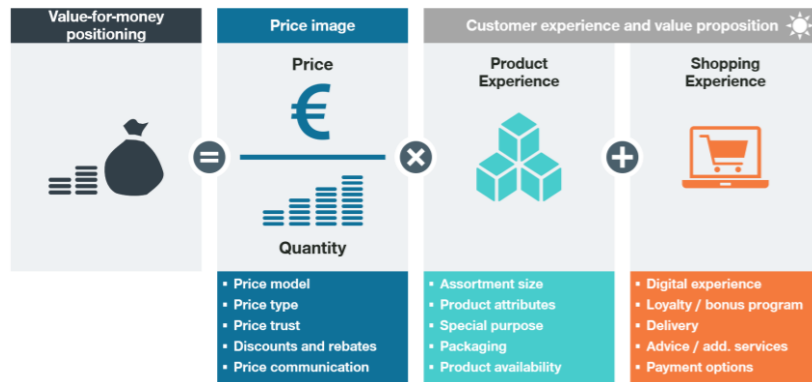 Value-for-money
positioning
Price image
Customer experience and value proposition
Price
€
Quantity
Product
Experience
Shopping
Experience
=
×
+
▪ Price model
▪ Price type
▪ Price trust
▪ Discounts and rebates
▪ Price communication
▪ Assortment size
▪ Product attributes
▪ Special purpose
▪ Packaging
▪ Product availability
▪ Digital experience
▪ Loyalty / bonus program
▪ Delivery
▪ Advice / add. services
▪ Payment options